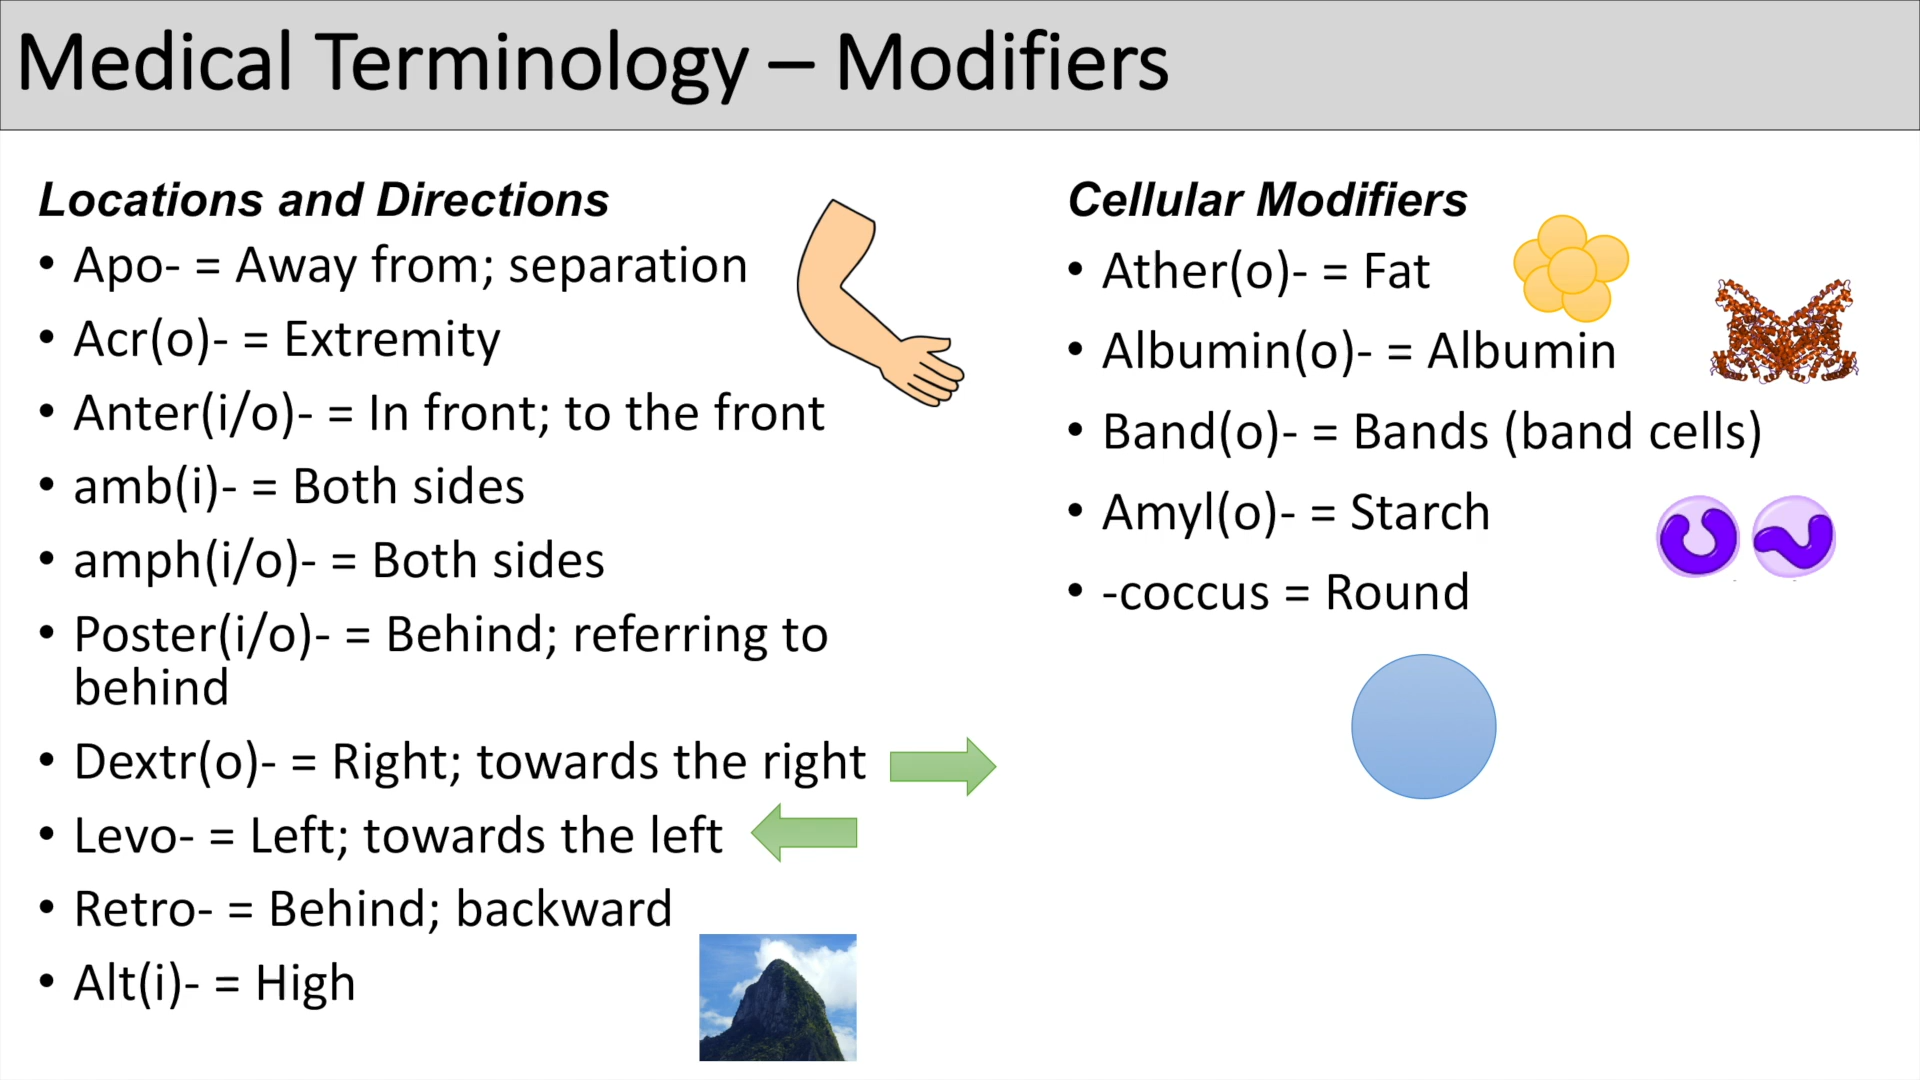 Medical Terminology – Modifiers
Locations and Directions
• Apo- = Away from; separation
• Acr(o)- = Extremity
• Anter(i/o)- = In front; to the front
• amb(i)- = Both sides
• amph(i/o)- = Both sides
• Poster(i/o)- = Behind; referring to
behind
• Dextr(o)- = Right; towards the right
• Levo- = Left; towards the left
• Retro- = Behind; backward
• Alt(i)- = High
Cellular Modifiers
• Ather(o)- = Fat
• Albumin(o)- = Albumin
• Band(o)- = Bands (band cells)
• Amyl(o)- = Starch
• -coccus = Round